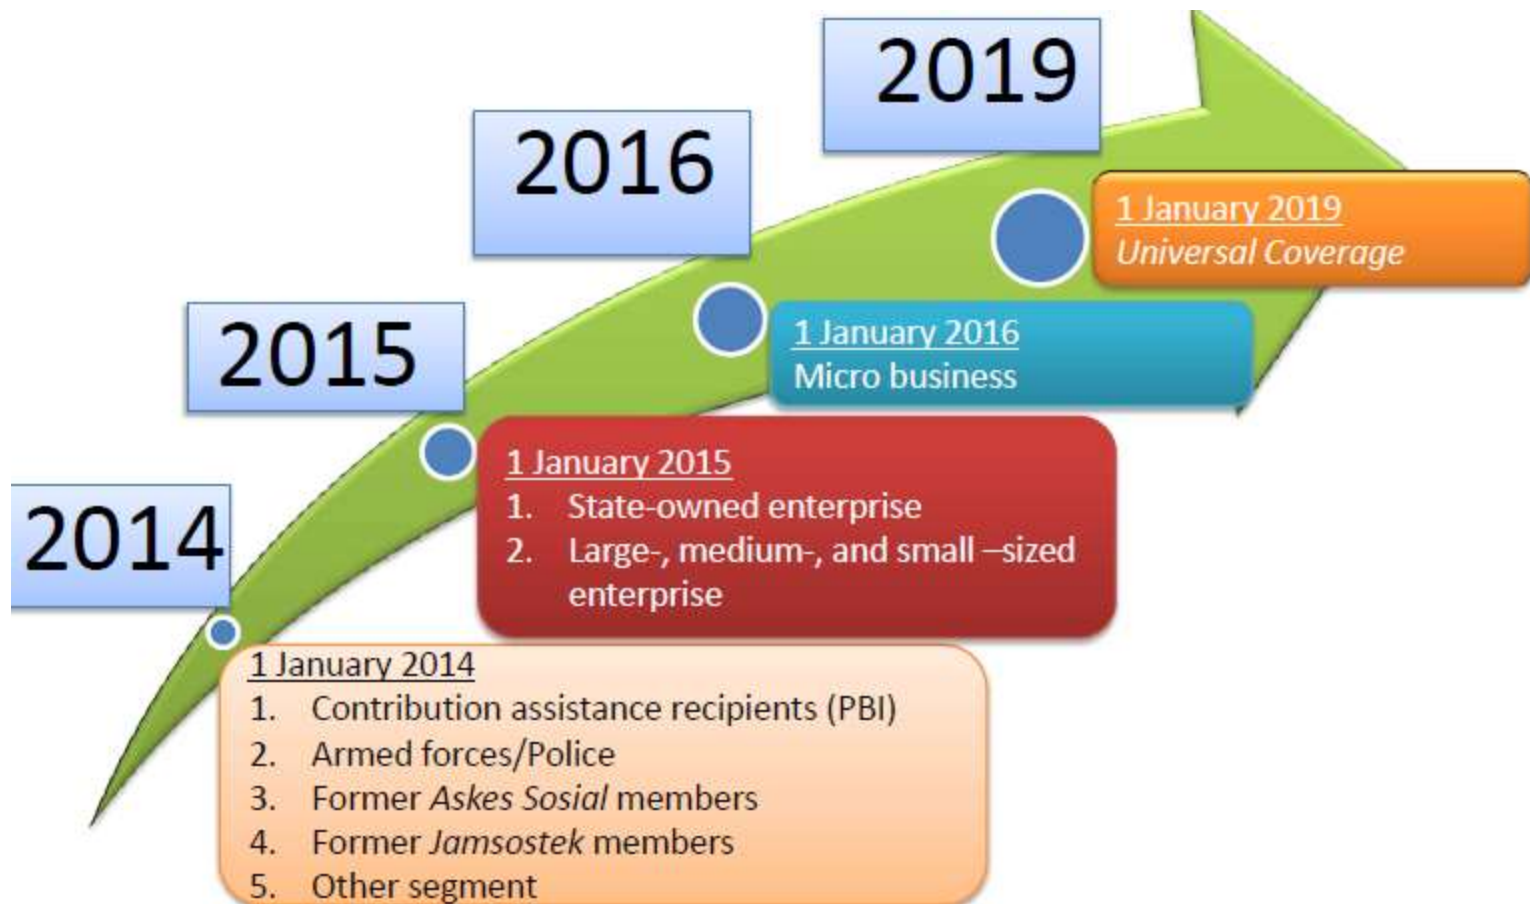 2019
2016
2015
2014
1 January 2019
Universal Coverage
1 January 2016
Micro business
1 January 2015
1. State-owned enterprise
2. Large-, medium-, and small –sized
enterprise
1 January 2014
1. Contribution assistance recipients (PBI)
2. Armed forces/Police
3. Former Askes Sosial members
4. Former Jamsostek members
5. Other segment